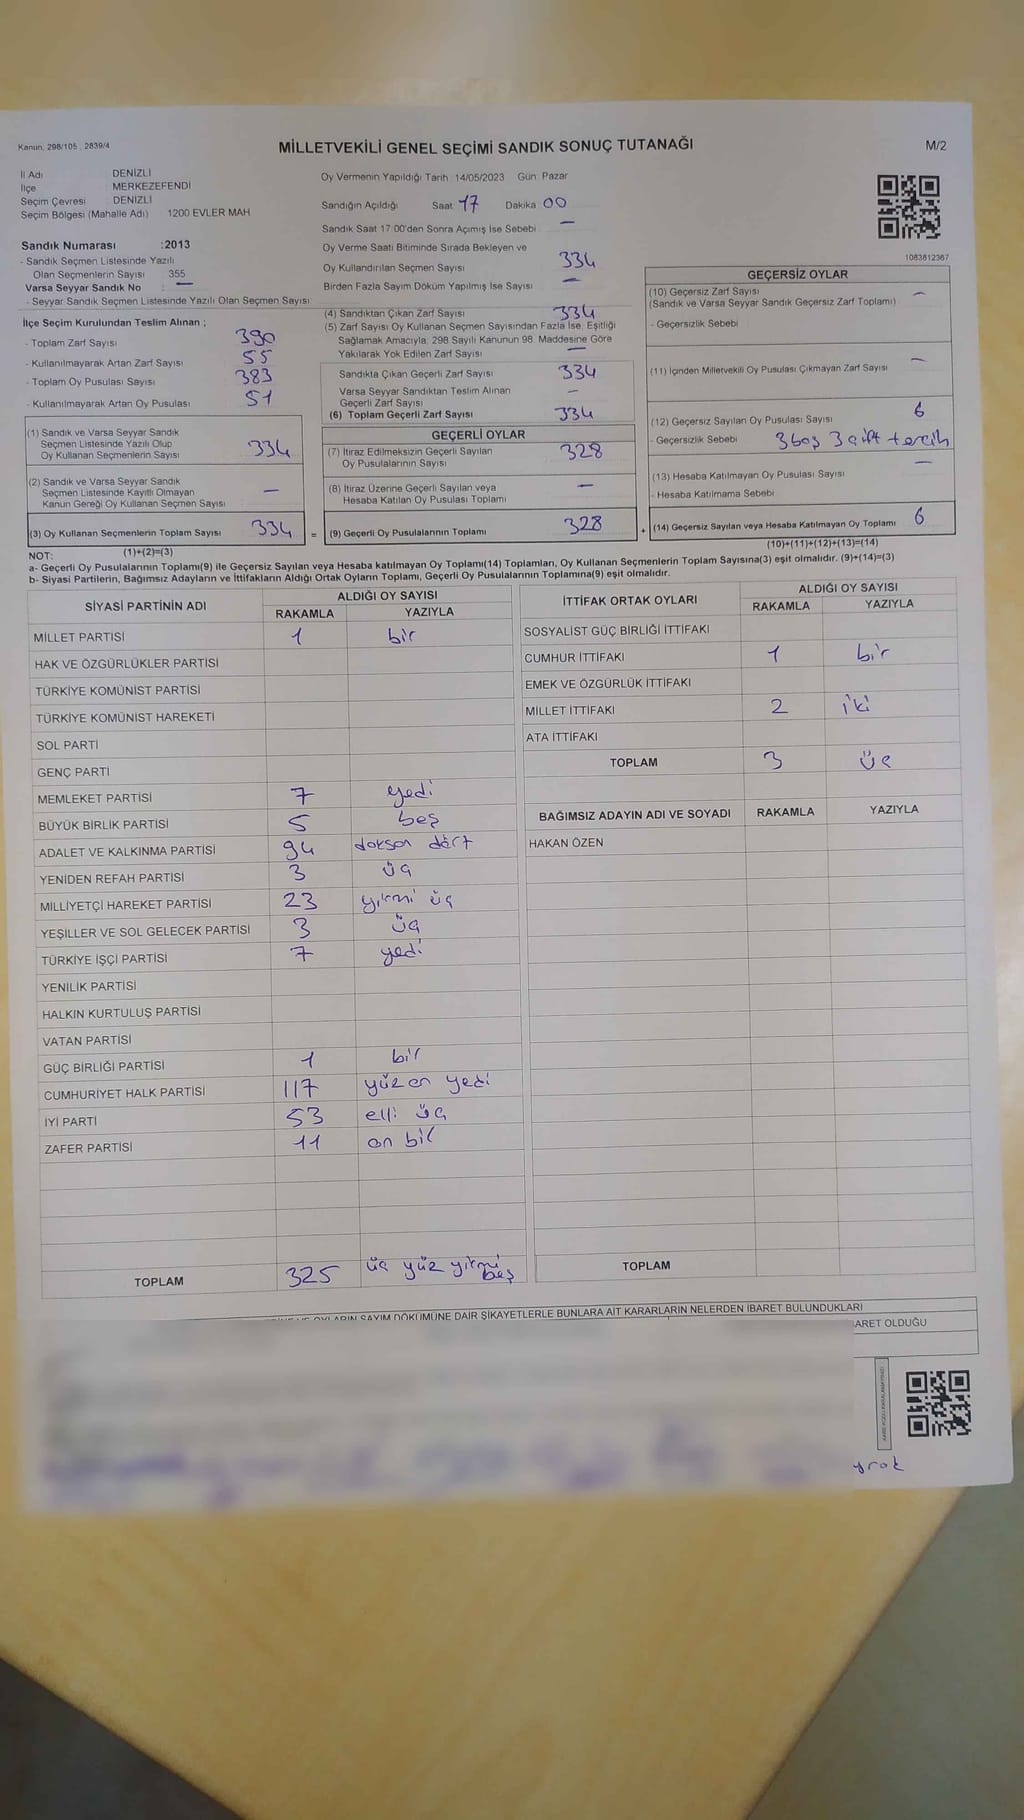 Kanun, 298/105 , 2839/4
MİLLETVEKİLİ GENEL SEÇİMİ SANDIK SONUÇ TUTANAĞI
M/2
İl Adı DENİZLİ
İlçe MERKEZEFENDİ
Seçim Çevresi DENİZLİ
Seçim Bölgesi (Mahalle Adı) 1200 EVLER MAH
Sandık Numarası :2013
- Sandık Seçmen Listesinde Yazılı
Olan Seçmenlerin Sayısı 355
Varsa Seyyar Sandık No : —
- Seyyar Sandık Seçmen Listesinde Yazılı Olan Seçmen Sayısı
İlçe Seçim Kurulundan Teslim Alınan ;
- Toplam Zarf Sayısı 390
- Kullanılmayarak Artan Zarf Sayısı 55
- Toplam Oy Pusulası Sayısı 383
- Kullanılmayarak Artan Oy Pusulası 51
(1) Sandık ve Varsa Seyyar Sandık
Seçmen Listesinde Yazılı Olup
Oy Kullanan Seçmenlerin Sayısı 334
(2) Sandık ve Varsa Seyyar Sandık
Seçmen Listesinde Kayıtlı Olmayan
Kanun Gereği Oy Kullanan Seçmen Sayısı —
(3) Oy Kullanan Seçmenlerin Toplam Sayısı 334 =
(1)+(2)=(3)
Oy Vermenin Yapıldığı Tarih :14/05/2023 Gün: Pazar
Sandığın Açıldığı Saat 17 Dakika 00
Sandık Saat 17:00'den Sonra Açımış İse Sebebi —
Oy Verme Saati Bitiminde Sırada Bekleyen ve
Oy Kullandırılan Seçmen Sayısı 334
Birden Fazla Sayım Döküm Yapılmış İse Sayısı —
(4) Sandıktan Çıkan Zarf Sayısı 334
(5) Zarf Sayısı Oy Kullanan Seçmen Sayısından Fazla İse, Eşitliği
Sağlamak Amacıyla, 298 Sayılı Kanunun 98. Maddesine Göre
Yakılarak Yok Edilen Zarf Sayısı —
Sandıkta Çıkan Geçerli Zarf Sayısı 334
Varsa Seyyar Sandıktan Teslim Alınan
Geçerli Zarf Sayısı —
(6) Toplam Geçerli Zarf Sayısı 334
GEÇERLİ OYLAR
(7) İtiraz Edilmeksizin Geçerli Sayılan
Oy Pusulalarının Sayısı 328
(8) İtiraz Üzerine Geçerli Sayılan veya
Hesaba Katılan Oy Pusulası Toplamı —
(9) Geçerli Oy Pusulalarının Toplamı 328 +
1083812367
GEÇERSİZ OYLAR
(10) Geçersiz Zarf Sayısı —
(Sandık ve Varsa Seyyar Sandık Geçersiz Zarf Toplamı)
- Geçersizlik Sebebi
(11) İçinden Milletvekili Oy Pusulası Çıkmayan Zarf Sayısı —
(12) Geçersiz Sayılan Oy Pusulası Sayısı 6
- Geçersizlik Sebebi 3 boş 3 çift tercih
(13) Hesaba Katılmayan Oy Pusulası Sayısı —
- Hesaba Katılmama Sebebi
(14) Geçersiz Sayılan veya Hesaba Katılmayan Oy Toplamı 6
(10)+(11)+(12)+(13)=(14)
NOT:
a- Geçerli Oy Pusulalarının Toplamı(9) ile Geçersiz Sayılan veya Hesaba katılmayan Oy Toplamı(14) Toplamları, Oy Kullanan Seçmenlerin Toplam Sayısına(3) eşit olmalıdır. (9)+(14)=(3)
b- Siyasi Partilerin, Bağımsız Adayların ve İttifakların Aldığı Ortak Oyların Toplamı, Geçerli Oy Pusulalarının Toplamına(9) eşit olmalıdır.
SİYASİ PARTİNİN ADI ALDIĞI OY SAYISI
RAKAMLA YAZIYLA
MİLLET PARTİSİ 1 bir
HAK VE ÖZGÜRLÜKLER PARTİSİ
TÜRKİYE KOMÜNİST PARTİSİ
TÜRKİYE KOMÜNİST HAREKETİ
SOL PARTİ
GENÇ PARTİ
MEMLEKET PARTİSİ 7 yedi
BÜYÜK BİRLİK PARTİSİ 5 beş
ADALET VE KALKINMA PARTİSİ 94 doksan dört
YENİDEN REFAH PARTİSİ 3 üç
MİLLİYETÇİ HAREKET PARTİSİ 23 yirmi üç
YEŞİLLER VE SOL GELECEK PARTİSİ 3 üç
TÜRKİYE İŞÇİ PARTİSİ 7 yedi
YENİLİK PARTİSİ
HALKIN KURTULUŞ PARTİSİ
VATAN PARTİSİ
GÜÇ BİRLİĞİ PARTİSİ 1 bir
CUMHURİYET HALK PARTİSİ 117 yüz on yedi
İYİ PARTİ 53 elli üç
ZAFER PARTİSİ 11 on bir
TOPLAM 325 üç yüz yirmi
beş
İTTİFAK ORTAK OYLARI ALDIĞI OY SAYISI
RAKAMLA YAZIYLA
SOSYALİST GÜÇ BİRLİĞİ İTTİFAKI
CUMHUR İTTİFAKI 1 bir
EMEK VE ÖZGÜRLÜK İTTİFAKI
MİLLET İTTİFAKI 2 iki
ATA İTTİFAKI
TOPLAM 3 üç
BAĞIMSIZ ADAYIN ADI VE SOYADI RAKAMLA YAZIYLA
HAKAN ÖZEN
TOPLAM
OYLARIN SAYIM DÖKÜMÜNE DAİR ŞİKAYETLERLE BUNLARA AİT KARARLARIN NELERDEN İBARET BULUNDUKLARI
ARET OLDUĞU